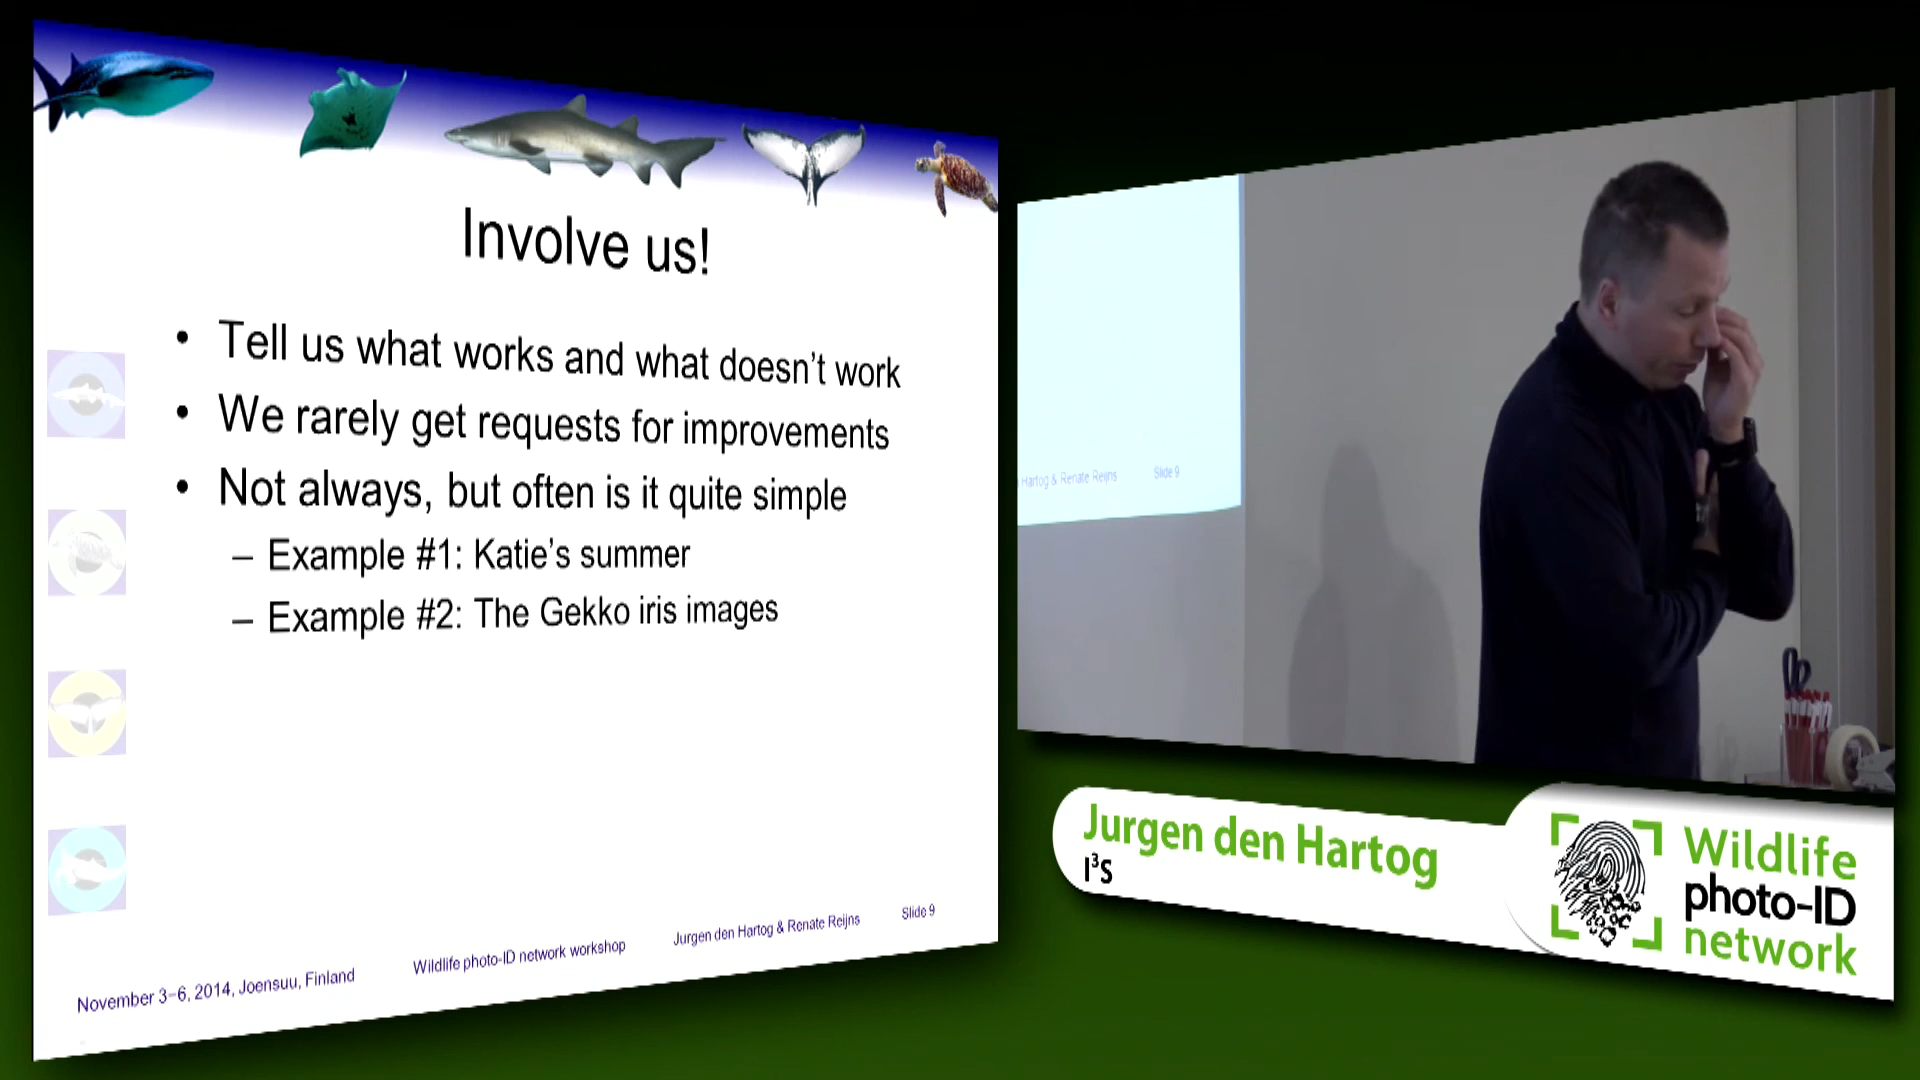 Involve us!
• Tell us what works and what doesn't work
• We rarely get requests for improvements
• Not always, but often is it quite simple
– Example #1: Katie's summer
– Example #2: The Gekko iris images
November 3–6, 2014, Joensuu, Finland
Wildlife photo-ID network workshop
Jurgen den Hartog & Renate Reijns
Slide 9
Hartog & Renate Reijns
Slide 9
Jurgen den Hartog
I³S
Wildlife
photo-ID
network